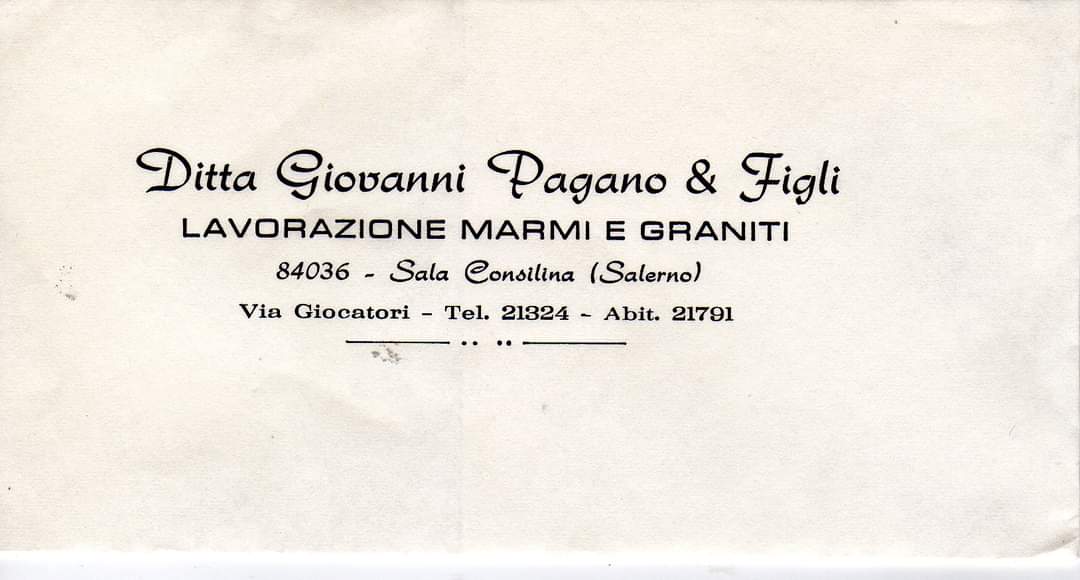 Ditta Giovanni Pagano & Figli
LAVORAZIONE MARMI E GRANITI
84036 - Sala Consilina (Salerno)
Via Giocatori - Tel. 21324 - Abit. 21791